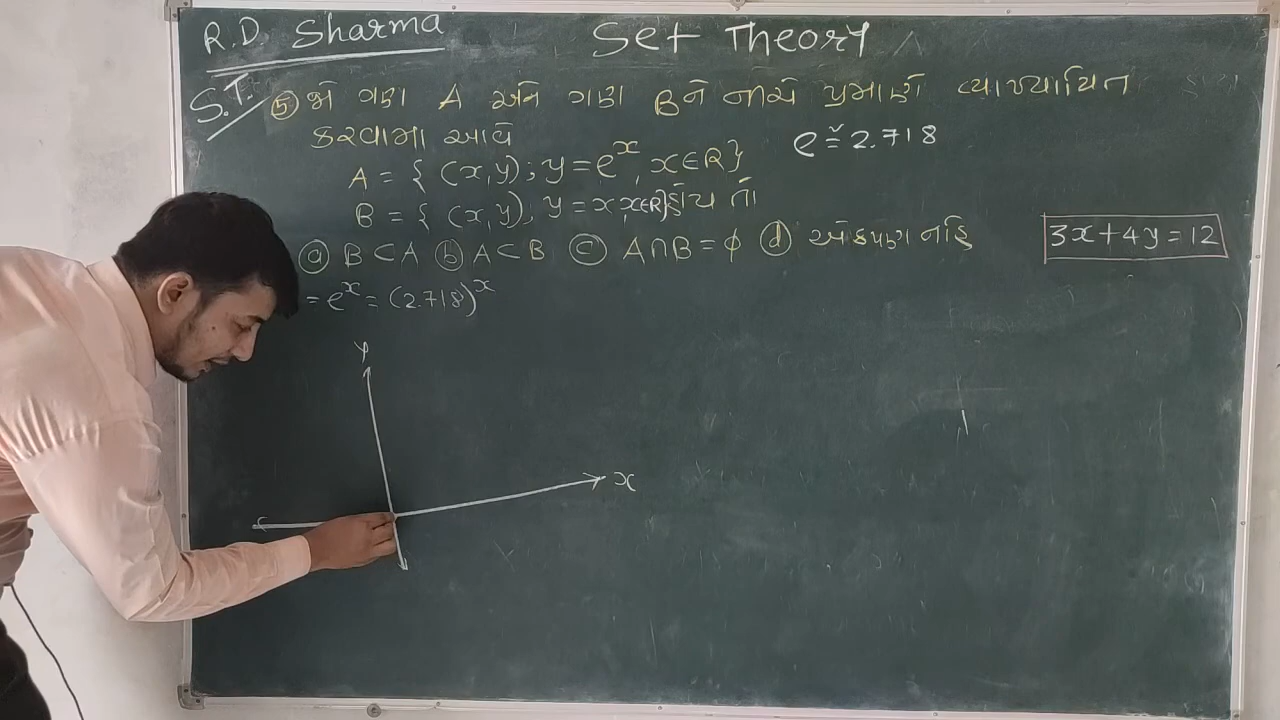 R.D. Sharma Set Theory
S.T. ⑤ જો ગણ A અને ગણ B ને નીચે પ્રમાણે વ્યાખ્યાયિત
કરવામા આવે e ≅ 2.718
A = { (x,y) ; y = e^x, x∈R}
B = { (x,y), y = x, x∈R} હોય તો
ⓐ B ⊂ A ⓑ A ⊂ B ⓒ A ∩ B = ϕ ⓓ એકપણ નહિ
3x+4y=12
= e^x = (2.718)^x
y
x